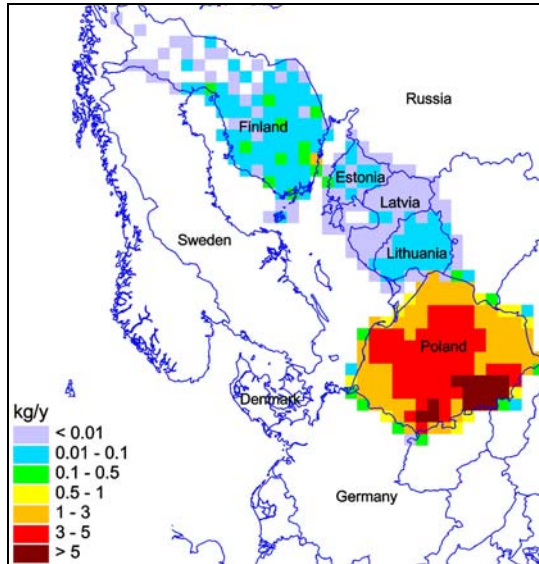 Russia
Finland
Estonia
Latvia
Sweden
Lithuania
Poland
Denmark
kg/y
< 0.01
0.01 - 0.1
0.1 - 0.5
0.5 - 1
1 - 3
3 - 5
> 5
Germany